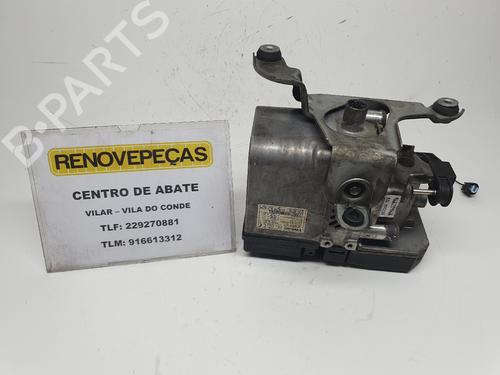 B-PARTS
RENOVEPEÇAS
CENTRO DE ABATE
VILAR – VILA DO CONDE
TLF: 229270881
TLM: 916613312